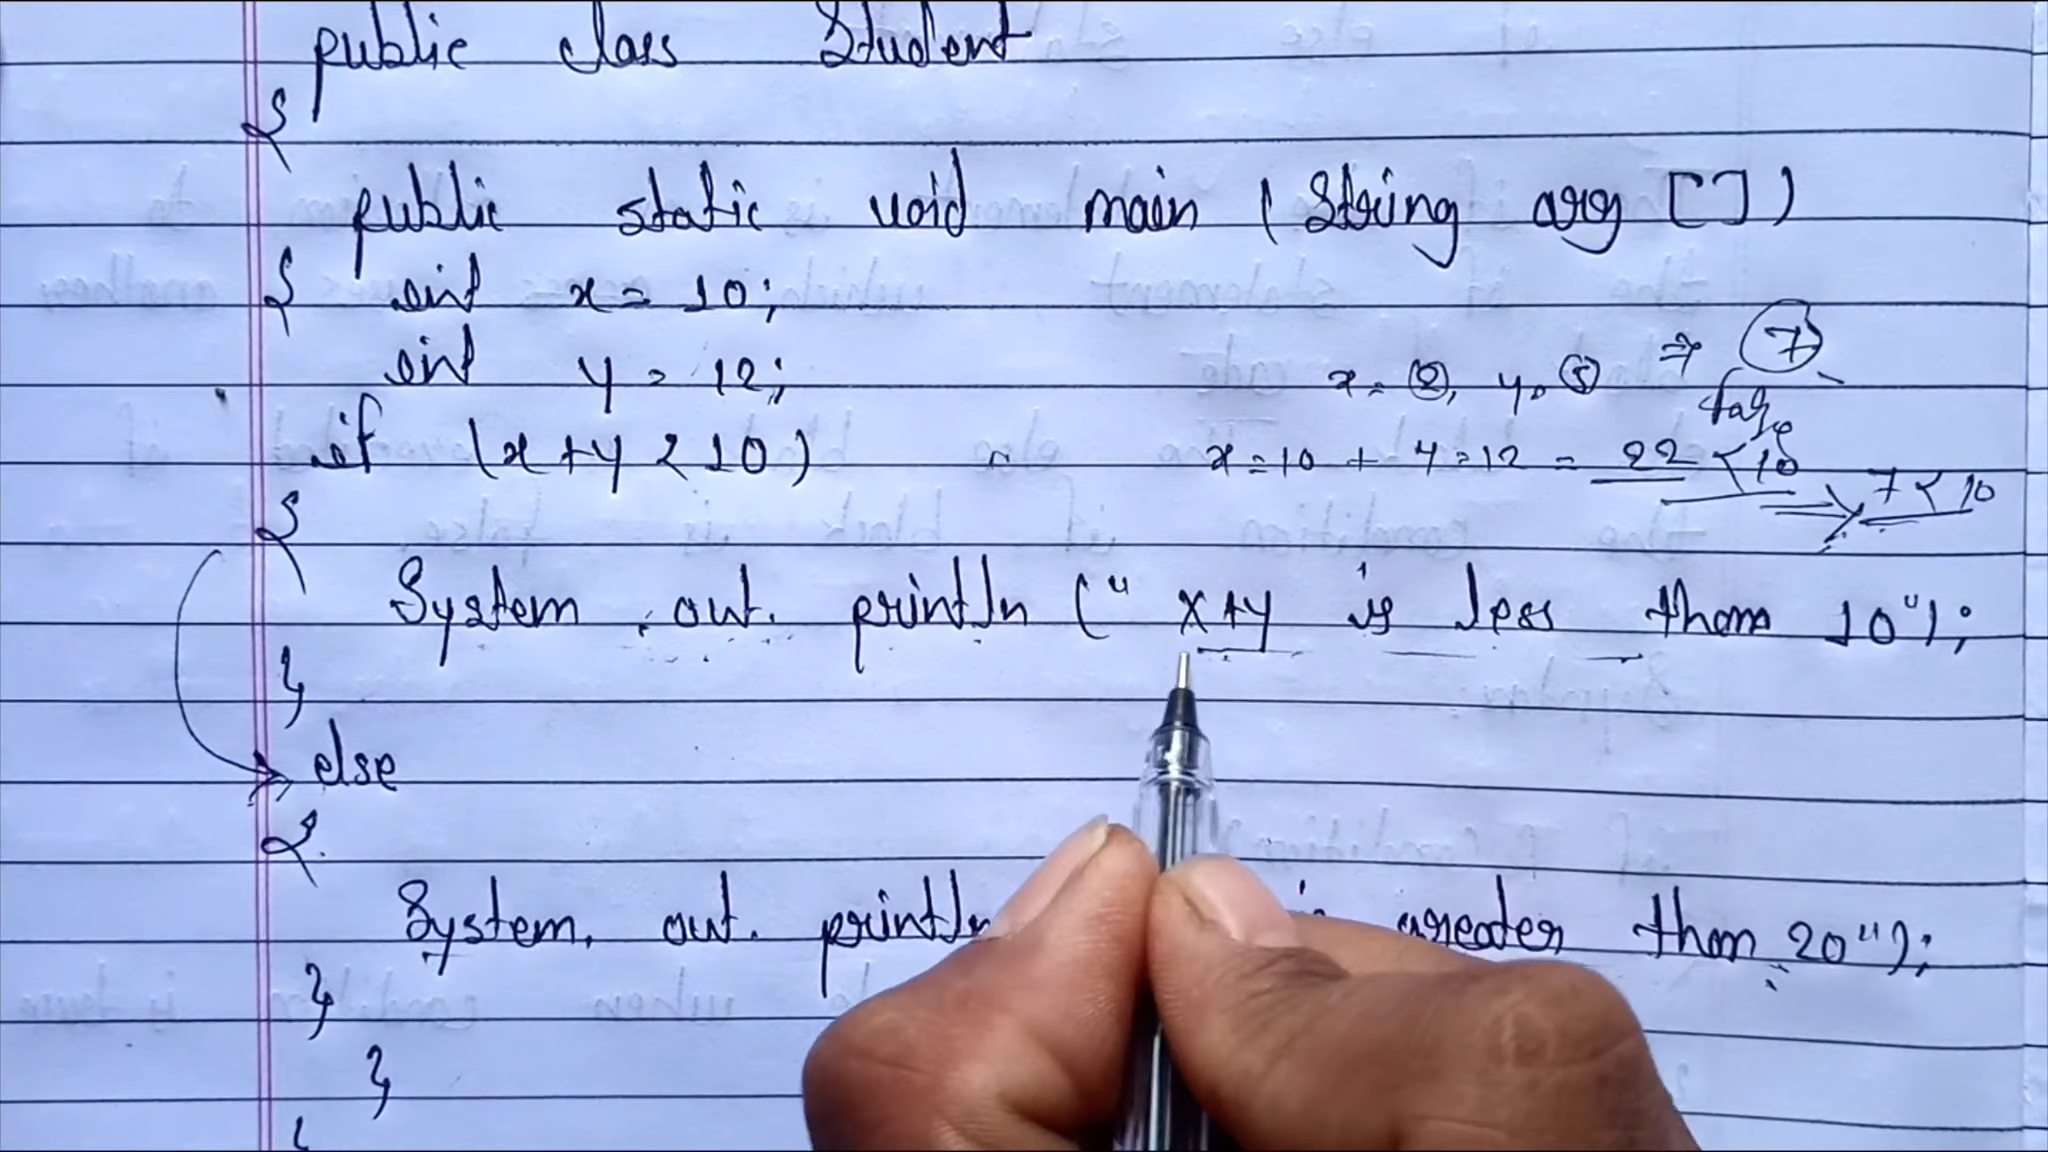 public class Student
{
public static void main (String arg [])
{ int x = 10;
int y = 12;
x = 2, y = 5 ⇒ 7
false
if (x+y < 10)
x = 10 + y = 12 = 22 < 10
7 < 10
{
System . out . println (" x+y is less than 10");
}
else
{
System. out. println greater than 20");
}
}